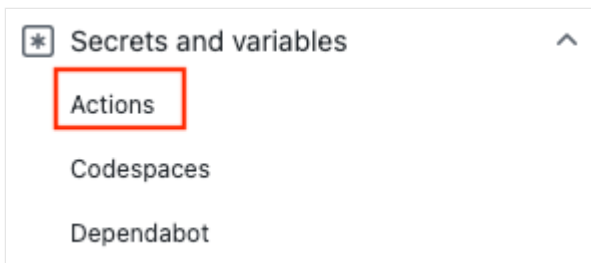 Secrets and variables
Actions
Codespaces
Dependabot